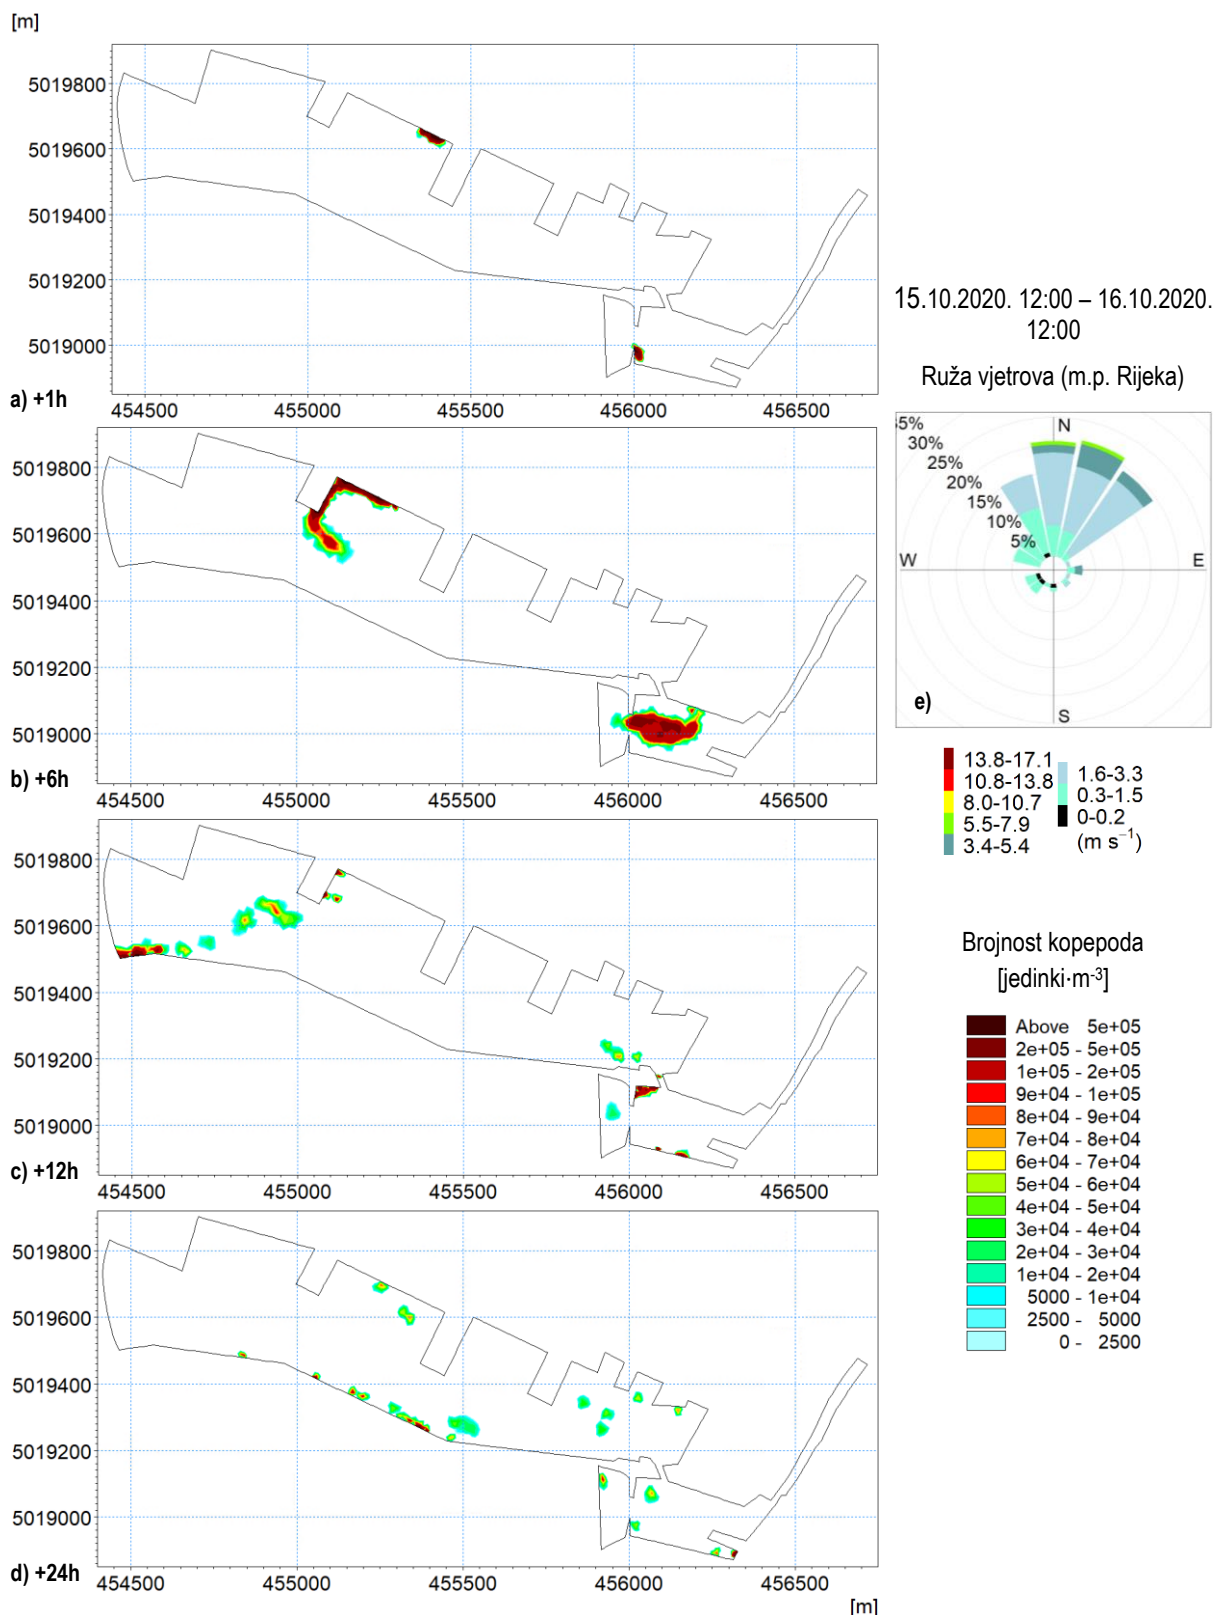 [m]
5019800
5019600
5019400
5019200
5019000
a) +1h
454500 455000 455500 456000 456500
5019800
5019600
5019400
5019200
5019000
b) +6h
454500 455000 455500 456000 456500
5019800
5019600
5019400
5019200
5019000
c) +12h
454500 455000 455500 456000 456500
5019800
5019600
5019400
5019200
5019000
d) +24h
454500 455000 455500 456000 456500
[m]
15.10.2020. 12:00 – 16.10.2020.
12:00
Ruža vjetrova (m.p. Rijeka)
N
5%
30%
25%
20%
15%
10%
5%
W
E
S
e)
13.8-17.1
10.8-13.8
8.0-10.7
5.5-7.9
3.4-5.4
1.6-3.3
0.3-1.5
0-0.2
(m s⁻¹)
Brojnost kopepoda
[jedinki·m⁻³]
Above 5e+05
2e+05 - 5e+05
1e+05 - 2e+05
9e+04 - 1e+05
8e+04 - 9e+04
7e+04 - 8e+04
6e+04 - 7e+04
5e+04 - 6e+04
4e+04 - 5e+04
3e+04 - 4e+04
2e+04 - 3e+04
1e+04 - 2e+04
5000 - 1e+04
2500 - 5000
0 - 2500